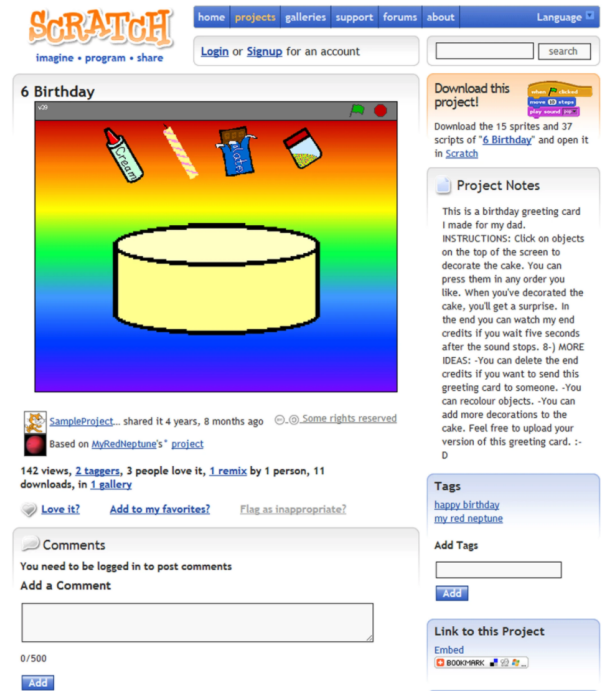 SCRATCH
imagine • program • share
home projects galleries support forums about Language
Login or Signup for an account
search
6 Birthday
v09
Cream
Download this
project!
when clicked
move 10 steps
play sound
Download the 15 sprites and 37
scripts of "6 Birthday" and open it
in Scratch
Project Notes
This is a birthday greeting card
I made for my dad.
INSTRUCTIONS: Click on objects
on the top of the screen to
decorate the cake. You can
press them in any order you
like. When you've decorated the
cake, you'll get a surprise. In
the end you can watch my end
credits if you wait five seconds
after the sound stops. 8-) MORE
IDEAS: -You can delete the end
credits if you want to send this
greeting card to someone. -You
can recolour objects. -You can
add more decorations to the
cake. Feel free to upload your
version of this greeting card. :-
D
SampleProject... shared it 4 years, 8 months ago Some rights reserved
Based on MyRedNeptune's* project
142 views, 2 taggers, 3 people love it, 1 remix by 1 person, 11
downloads, in 1 gallery
Love it? Add to my favorites? Flag as inappropriate?
Comments
You need to be logged in to post comments
Add a Comment
0/500
Add
Tags
happy birthday
my red neptune
Add Tags
Add
Link to this Project
Embed
BOOKMARK